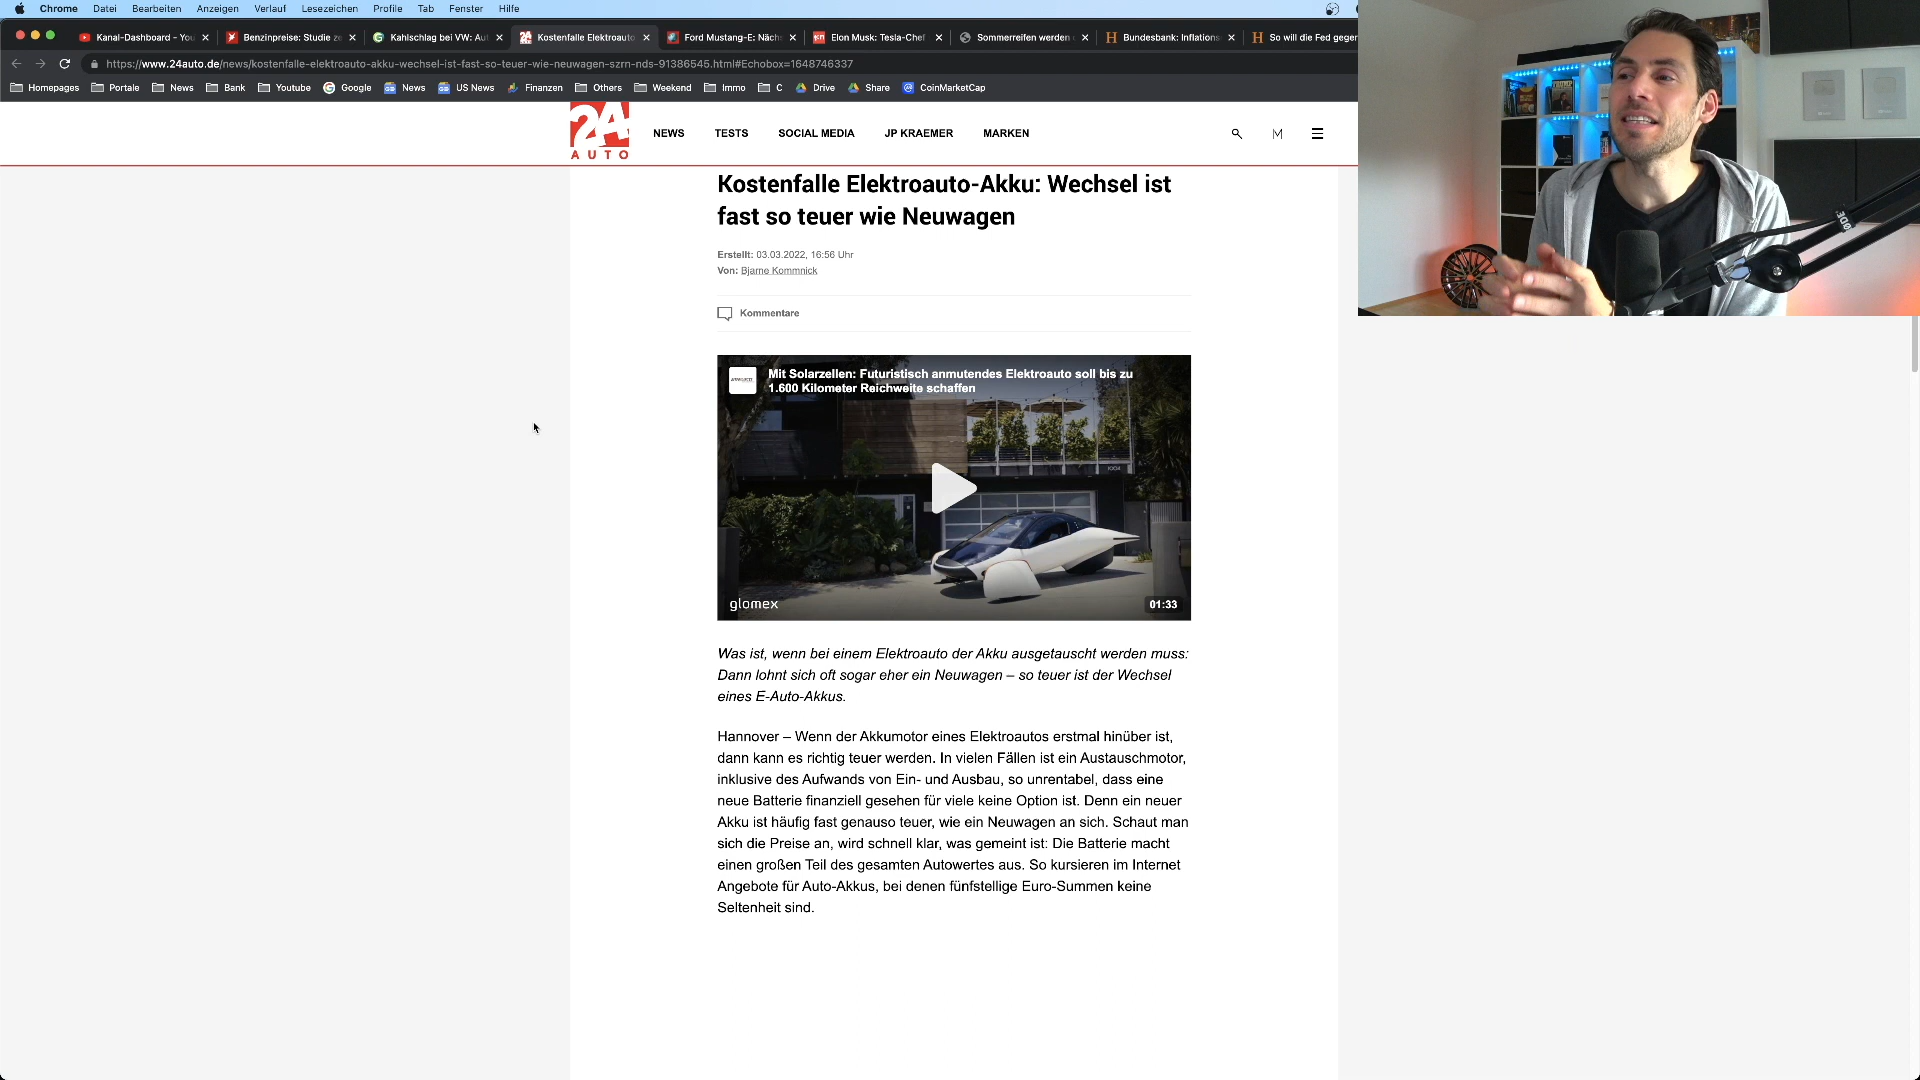 Chrome Datei Bearbeiten Anzeigen Verlauf Lesezeichen Profile Tab Fenster Hilfe
Kanal-Dashboard – You Benzinpreise: Studie ze Kahlschlag bei VW: Aut Kostenfalle Elektroauto Ford Mustang-E: Näch Elon Musk: Tesla-Chef Sommerreifen werden Bundesbank: Inflations So will die Fed gegen
https://www.24auto.de/news/kostenfalle-elektroauto-akku-wechsel-ist-fast-so-teuer-wie-neuwagen-szrn-nds-91386545.html#Echobox=1648746337
Homepages Portale News Bank Youtube Google News US News Finanzen Others Weekend Immo C Drive Share CoinMarketCap
24
AUTO
NEWS TESTS SOCIAL MEDIA JP KRAEMER MARKEN M
Kostenfalle Elektroauto-Akku: Wechsel ist
fast so teuer wie Neuwagen
Erstellt: 03.03.2022, 16:56 Uhr
Von: Bjarne Kommnick
Kommentare
Mit Solarzellen: Futuristisch anmutendes Elektroauto soll bis zu
1.600 Kilometer Reichweite schaffen
1004
glomex
01:33
Was ist, wenn bei einem Elektroauto der Akku ausgetauscht werden muss:
Dann lohnt sich oft sogar eher ein Neuwagen – so teuer ist der Wechsel
eines E-Auto-Akkus.
Hannover – Wenn der Akkumotor eines Elektroautos erstmal hinüber ist,
dann kann es richtig teuer werden. In vielen Fällen ist ein Austauschmotor,
inklusive des Aufwands von Ein- und Ausbau, so unrentabel, dass eine
neue Batterie finanziell gesehen für viele keine Option ist. Denn ein neuer
Akku ist häufig fast genauso teuer, wie ein Neuwagen an sich. Schaut man
sich die Preise an, wird schnell klar, was gemeint ist: Die Batterie macht
einen großen Teil des gesamten Autowertes aus. So kursieren im Internet
Angebote für Auto-Akkus, bei denen fünfstellige Euro-Summen keine
Seltenheit sind.